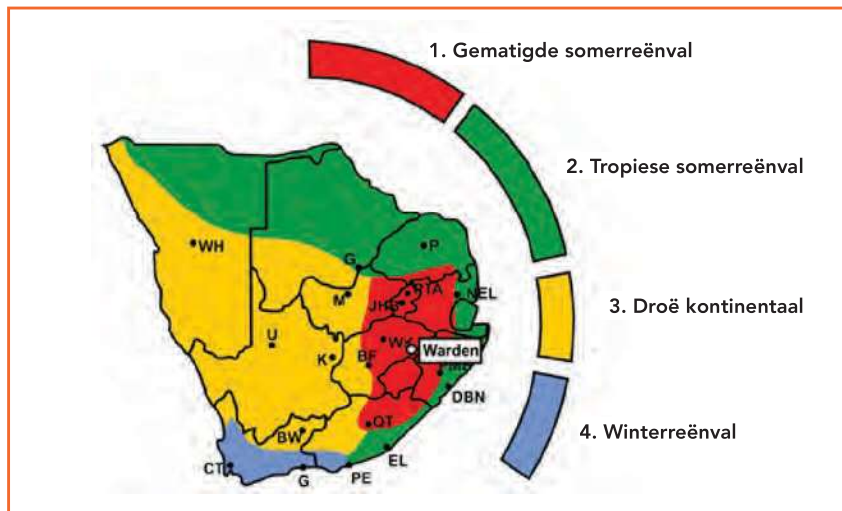 1. Gematigde somerreënval
2. Tropiese somerreënval
3. Droë kontinentaal
4. Winterreënval
WH
P
G
PTA
NEL
M
JHB
U
W
Warden
K
BF
DBN
QT
BW
EL
CT
G
PE